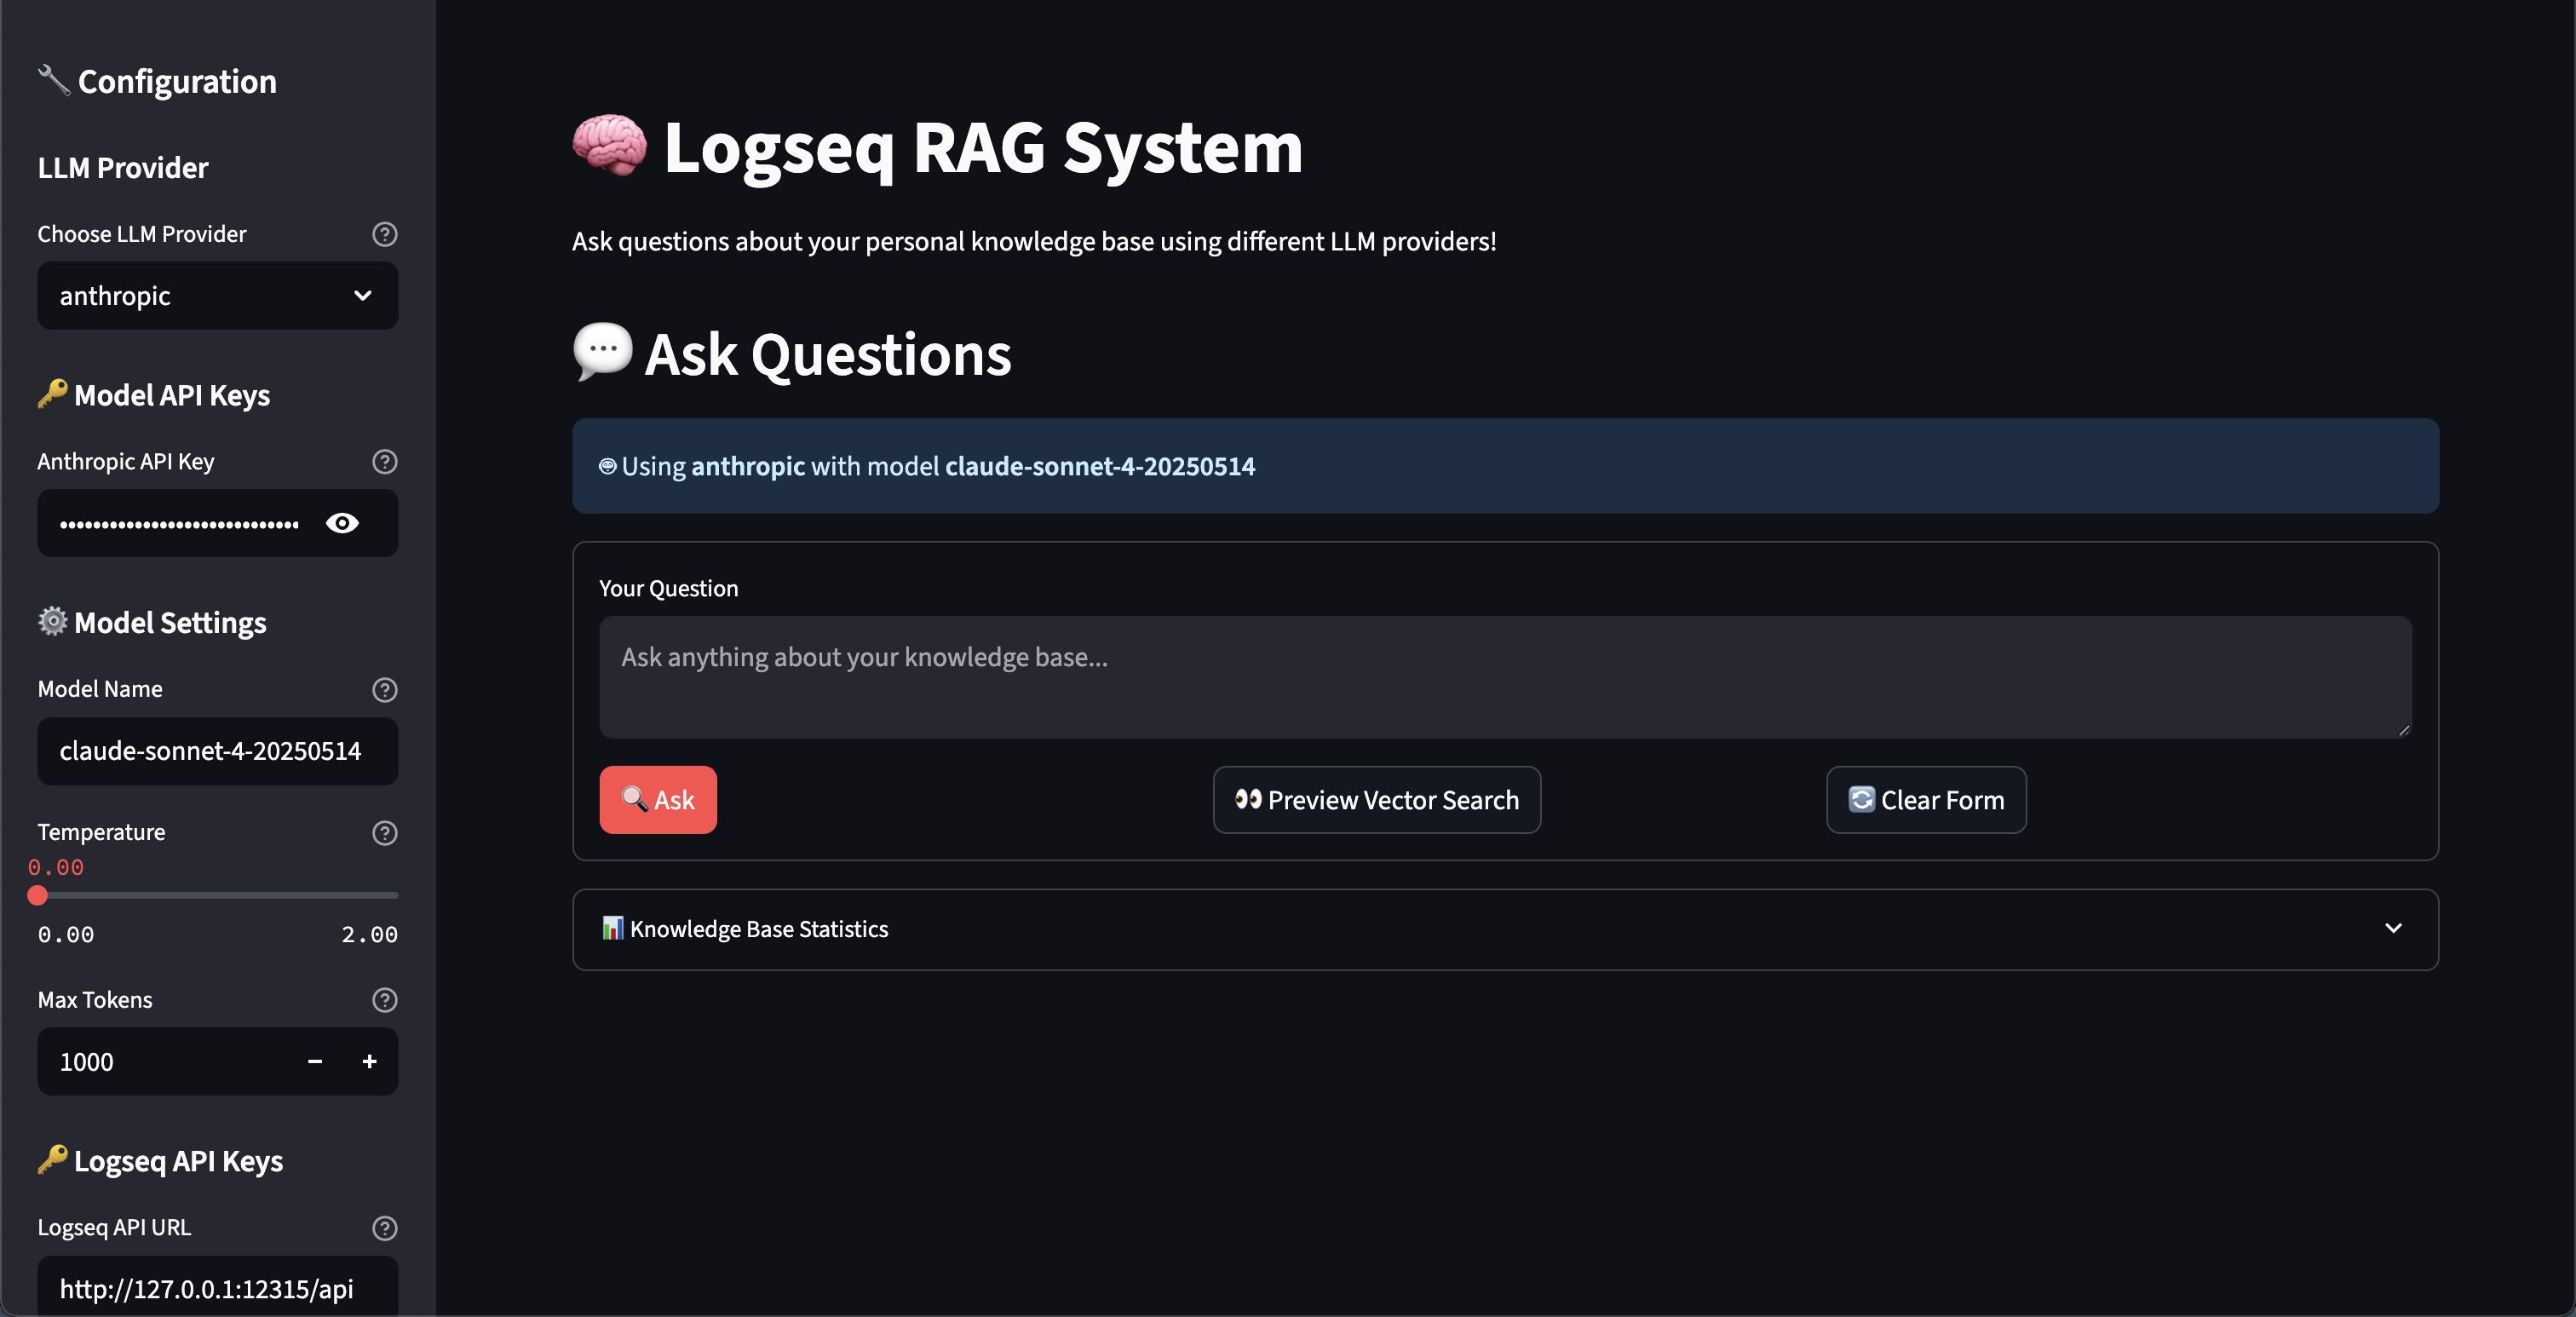 Configuration
LLM Provider
Choose LLM Provider
anthropic
Model API Keys
Anthropic API Key
Model Settings
Model Name
claude-sonnet-4-20250514
Temperature
0.00
0.00 2.00
Max Tokens
1000 − +
Logseq API Keys
Logseq API URL
http://127.0.0.1:12315/api
Logseq RAG System
Ask questions about your personal knowledge base using different LLM providers!
Ask Questions
Using anthropic with model claude-sonnet-4-20250514
Your Question
Ask anything about your knowledge base...
Ask Preview Vector Search Clear Form
Knowledge Base Statistics